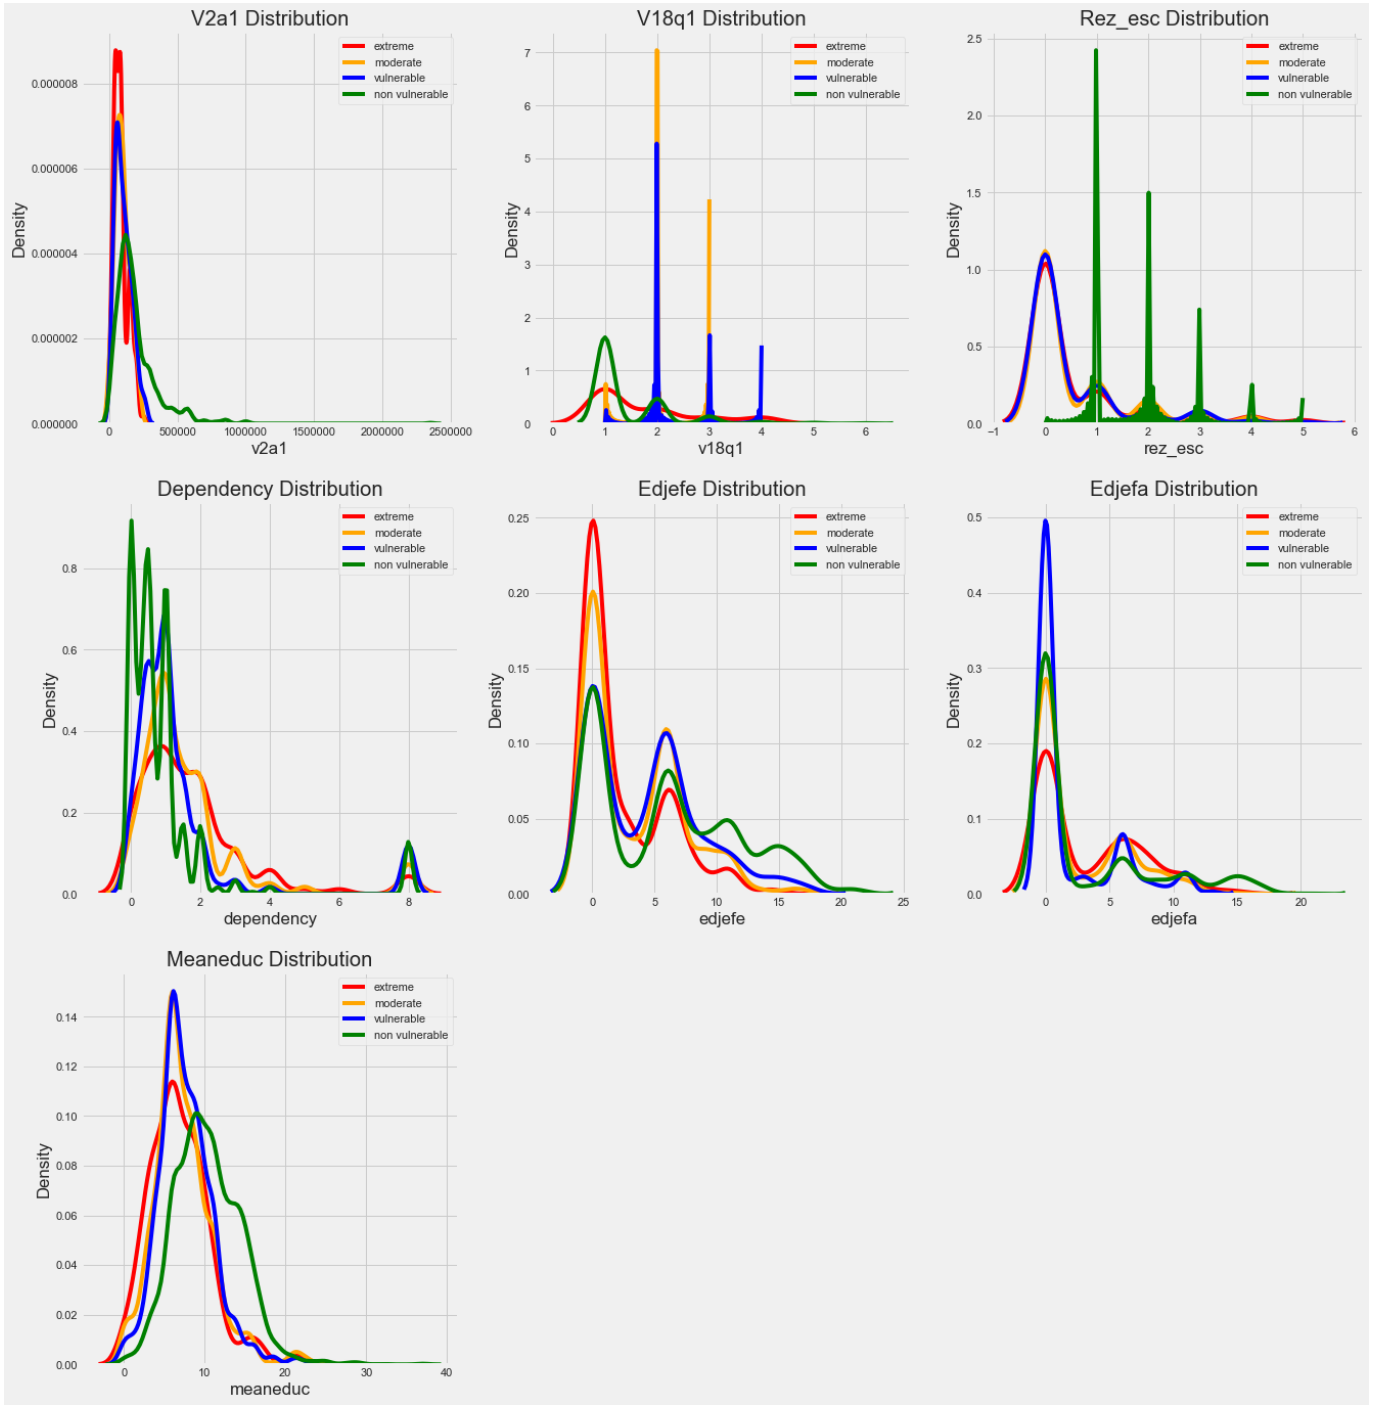 V2a1 Distribution
extreme
moderate
vulnerable
non vulnerable
0.000008
0.000006
0.000004
0.000002
0.000000
Density
0 500000 1000000 1500000 2000000 2500000
v2a1
V18q1 Distribution
extreme
moderate
vulnerable
non vulnerable
7
6
5
4
3
2
1
0
Density
0 1 2 3 4 5 6
v18q1
Rez_esc Distribution
extreme
moderate
vulnerable
non vulnerable
2.5
2.0
1.5
1.0
0.5
0.0
Density
−1 0 1 2 3 4 5 6
rez_esc
Dependency Distribution
extreme
moderate
vulnerable
non vulnerable
0.8
0.6
0.4
0.2
0.0
Density
0 2 4 6 8
dependency
Edjefe Distribution
extreme
moderate
vulnerable
non vulnerable
0.25
0.20
0.15
0.10
0.05
0.00
Density
0 5 10 15 20 25
edjefe
Edjefa Distribution
extreme
moderate
vulnerable
non vulnerable
0.5
0.4
0.3
0.2
0.1
0.0
Density
0 5 10 15 20
edjefa
Meaneduc Distribution
extreme
moderate
vulnerable
non vulnerable
0.14
0.12
0.10
0.08
0.06
0.04
0.02
0.00
Density
0 10 20 30 40
meaneduc